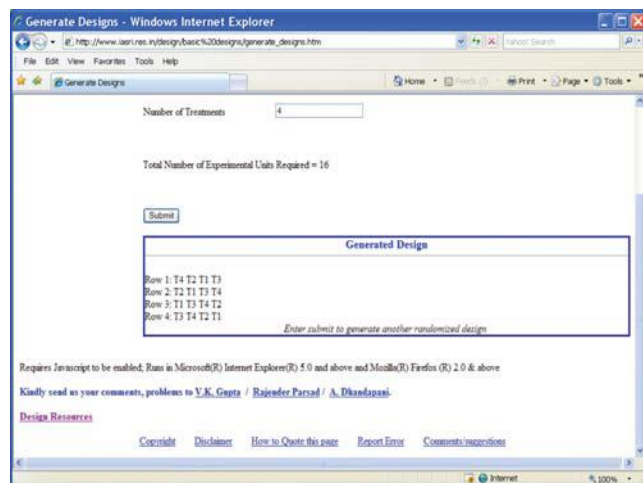 Generate Designs - Windows Internet Explorer
http://www.iasri.res.in/design/basic%20designs/generate_designs.htm
Yahoo! Search
File Edit View Favorites Tools Help
Generate Designs
Home Feeds Print Page Tools
Number of Treatments 4
Total Number of Experimental Units Required = 16
Submit
Generated Design
Row 1: T4 T2 T1 T3
Row 2: T2 T1 T3 T4
Row 3: T1 T3 T4 T2
Row 4: T3 T4 T2 T1
Enter submit to generate another randomized design
Requires Javascript to be enabled; Runs in Microsoft(R) Internet Explorer(R) 5.0 and above and Mozilla(R) Firefox (R) 2.0 & above
Kindly send us your comments, problems to V.K. Gupta / Rajender Parsad / A. Dhandapani.
Design Resources
Copyright Disclaimer How to Quote this page Report Error Comments/suggestions
Internet 100%